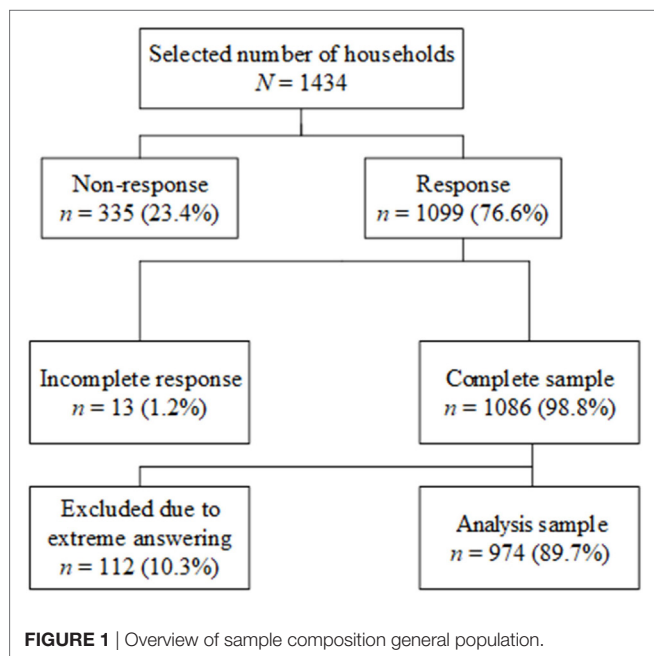 Selected number of households
N = 1434
Non-response
n = 335 (23.4%)
Response
n = 1099 (76.6%)
Incomplete response
n = 13 (1.2%)
Complete sample
n = 1086 (98.8%)
Excluded due to
extreme answering
n = 112 (10.3%)
Analysis sample
n = 974 (89.7%)
FIGURE 1 | Overview of sample composition general population.